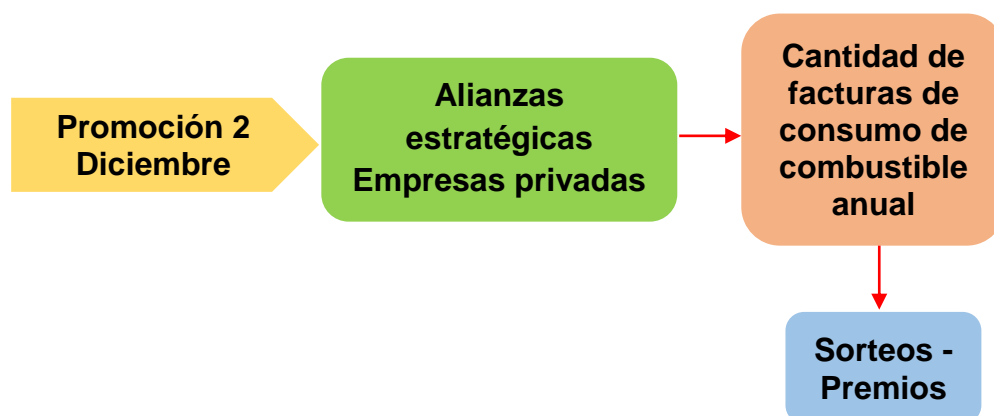 Promoción 2
Diciembre
Alianzas
estratégicas
Empresas privadas
Cantidad de
facturas de
consumo de
combustible
anual
Sorteos -
Premios